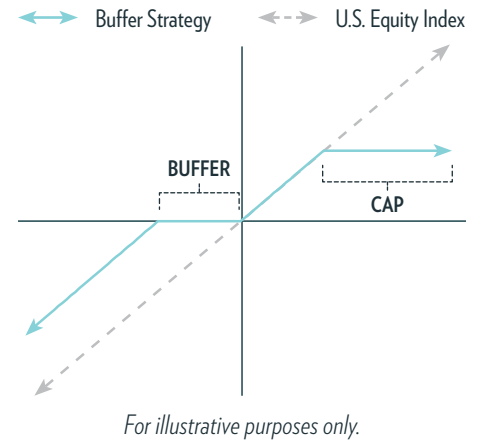 Buffer Strategy U.S. Equity Index
BUFFER
CAP
For illustrative purposes only.